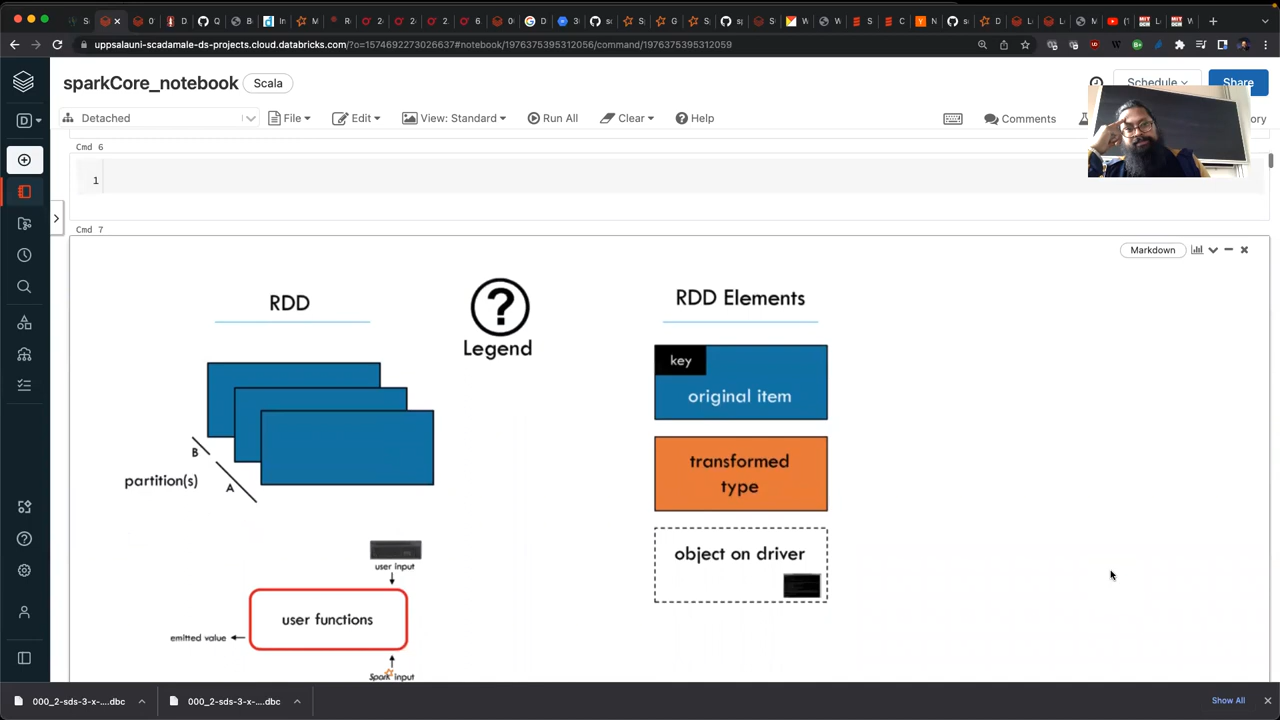 uppsalauni-scadamale-ds-projects.cloud.databricks.com/?o=1574692273026637#notebook/1976375395312056/command/1976375395312059
sparkCore_notebook Scala
Schedule Share
Detached File Edit View: Standard Run All Clear Help Comments
Cmd 6
1
Cmd 7
Markdown
RDD
?
Legend
RDD Elements
key
original item
B
A
partition(s)
transformed
type
object on driver
user input
user functions
emitted value
Spark input
000_2-sds-3-x-....dbc 000_2-sds-3-x-....dbc Show All